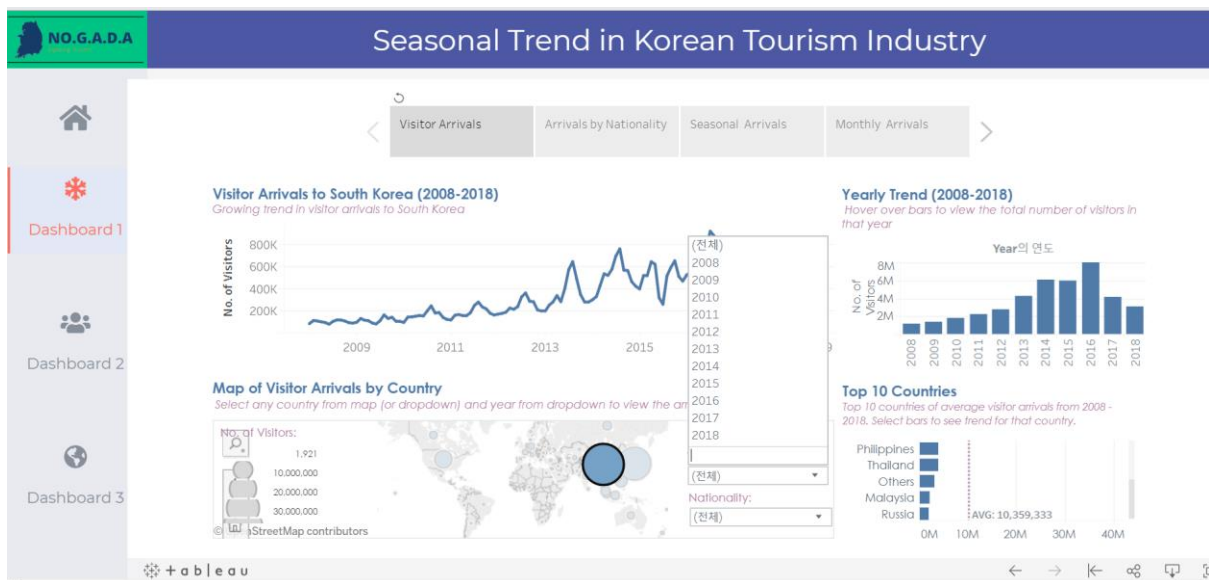 NO.G.A.D.A
Seasonal Trend in Korean Tourism Industry
Visitor Arrivals
Arrivals by Nationality
Seasonal Arrivals
Monthly Arrivals
Dashboard 1
Dashboard 2
Dashboard 3
Visitor Arrivals to South Korea (2008-2018)
Growing trend in visitor arrivals to South Korea
No. of Visitors
800K
600K
400K
200K
2009
2011
2013
2015
9
(전체)
2008
2009
2010
2011
2012
2013
2014
2015
2016
2017
2018
(전체)
Nationality:
(전체)
Yearly Trend (2008-2018)
Hover over bars to view the total number of visitors in
that year
Year의 연도
No. of
Visitors
8M
6M
4M
2M
2008
2009
2010
2011
2012
2013
2014
2015
2016
2017
2018
Map of Visitor Arrivals by Country
Select any country from map (or dropdown) and year from dropdown to view the
No. of Visitors:
1,921
10,000,000
20,000,000
30,000,000
StreetMap contributors
Top 10 Countries
Top 10 countries of average visitor arrivals from 2008 -
2018. Select bars to see trend for that country.
Philippines
Thailand
Others
Malaysia
Russia
AVG: 10,359,333
0M
10M
20M
30M
40M
+ableau